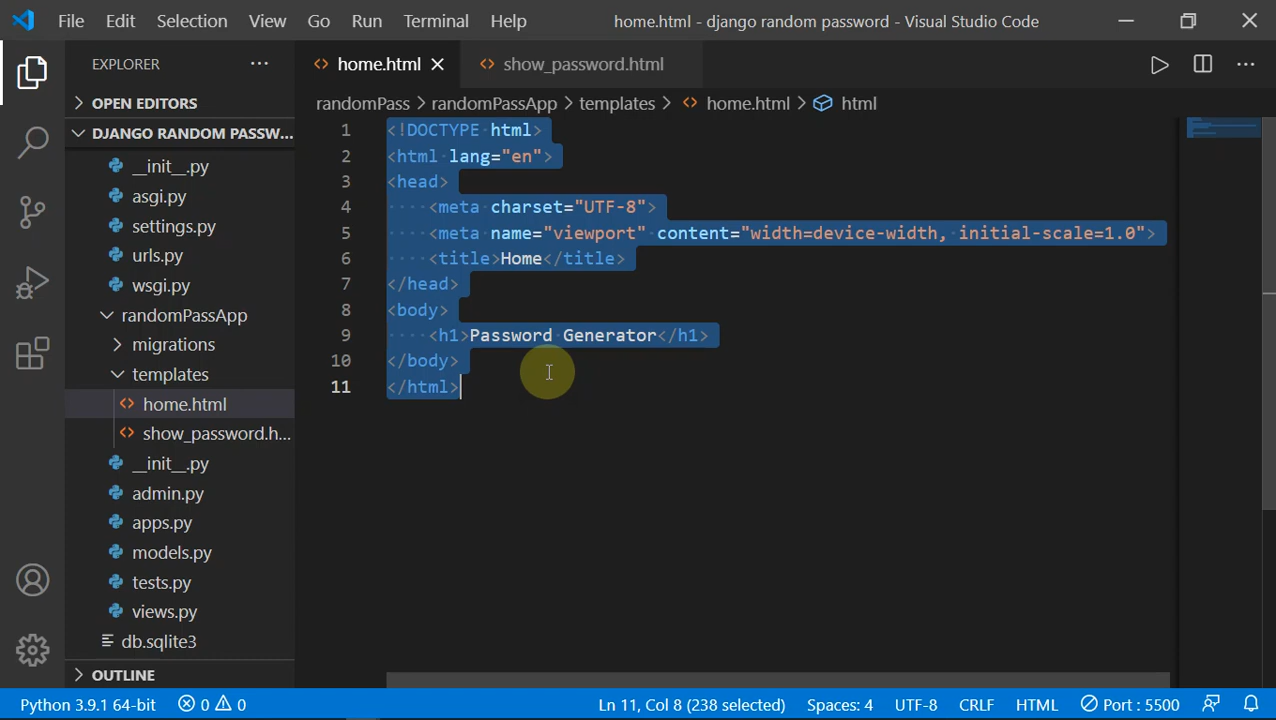 File Edit Selection View Go Run Terminal Help home.html - django random password - Visual Studio Code
EXPLORER
home.html
show_password.html
OPEN EDITORS
randomPass > randomPassApp > templates > home.html > html
DJANGO RANDOM PASSW...
__init__.py
asgi.py
settings.py
urls.py
wsgi.py
randomPassApp
migrations
templates
home.html
show_password.h...
__init__.py
admin.py
apps.py
models.py
tests.py
views.py
db.sqlite3
OUTLINE
1 <!DOCTYPE html>
2 <html lang="en">
3 <head>
4 <meta charset="UTF-8">
5 <meta name="viewport" content="width=device-width, initial-scale=1.0">
6 <title>Home</title>
7 </head>
8 <body>
9 <h1>Password Generator</h1>
10 </body>
11 </html>
Python 3.9.1 64-bit 0 0 Ln 11, Col 8 (238 selected) Spaces: 4 UTF-8 CRLF HTML Port : 5500